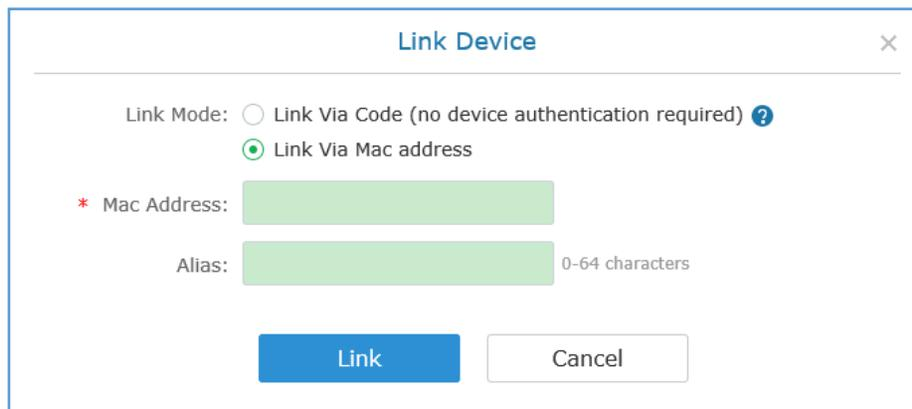 Link Device
Link Mode: Link Via Code (no device authentication required) ?
Link Via Mac address
* Mac Address:
Alias: 0-64 characters
Link Cancel